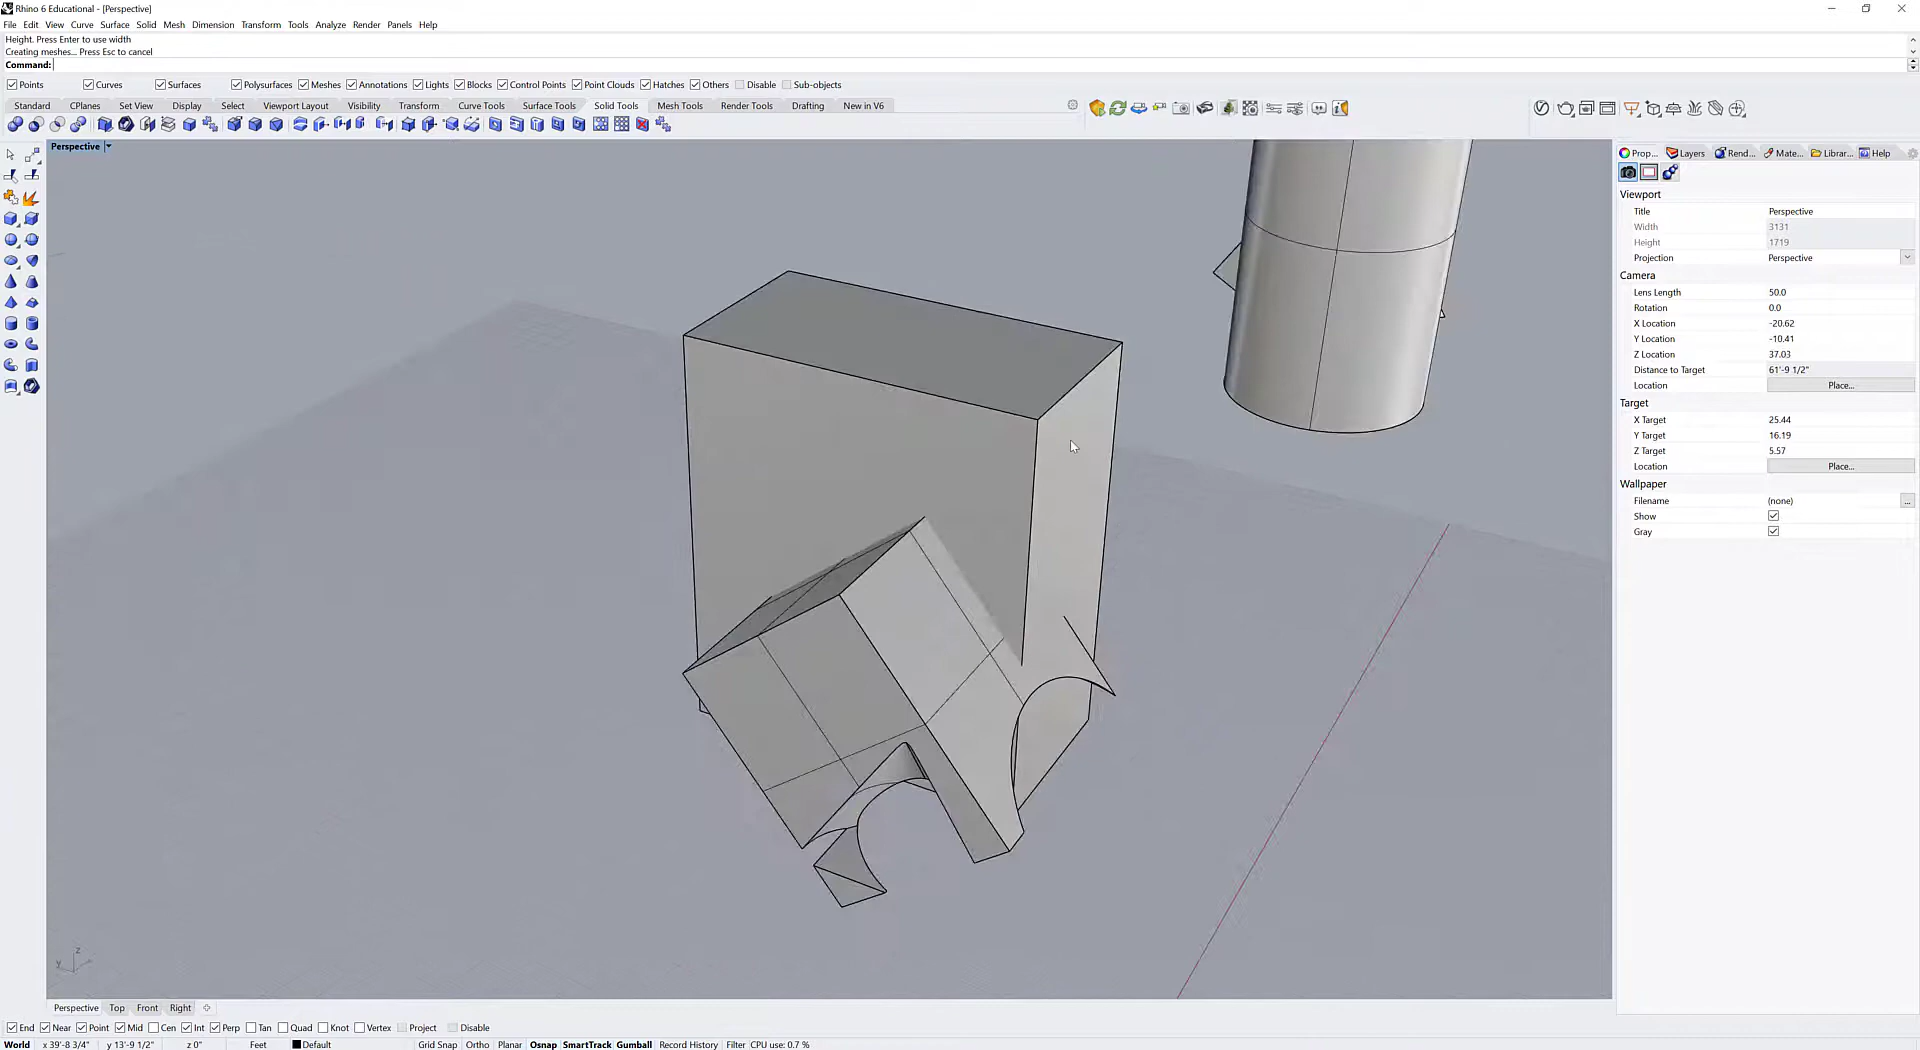 Rhino 6 Educational - [Perspective]
File Edit View Curve Surface Solid Mesh Dimension Transform Tools Analyze Render Panels Help
Height. Press Enter to use width
Creating meshes... Press Esc to cancel
Command:
Points Curves Surfaces Polysurfaces Meshes Annotations Lights Blocks Control Points Point Clouds Hatches Others Disable Sub-objects
Standard CPlanes Set View Display Select Viewport Layout Visibility Transform Curve Tools Surface Tools Solid Tools Mesh Tools Render Tools Drafting New in V6
Perspective
Prop... Layers Rend... Mate... Librar... Help
Viewport
Title Perspective
Width 3131
Height 1719
Projection Perspective
Camera
Lens Length 50.0
Rotation 0.0
X Location -20.62
Y Location -10.41
Z Location 37.03
Distance to Target 61'-9 1/2"
Location Place...
Target
X Target 25.44
Y Target 16.19
Z Target 5.57
Location Place...
Wallpaper
Filename (none) ...
Show
Gray
z
y
Perspective Top Front Right
End Near Point Mid Cen Int Perp Tan Quad Knot Vertex Project Disable
World x 39'-8 3/4" y 13'-9 1/2" z 0" Feet Default Grid Snap Ortho Planar Osnap SmartTrack Gumball Record History Filter CPU use: 0.7 %